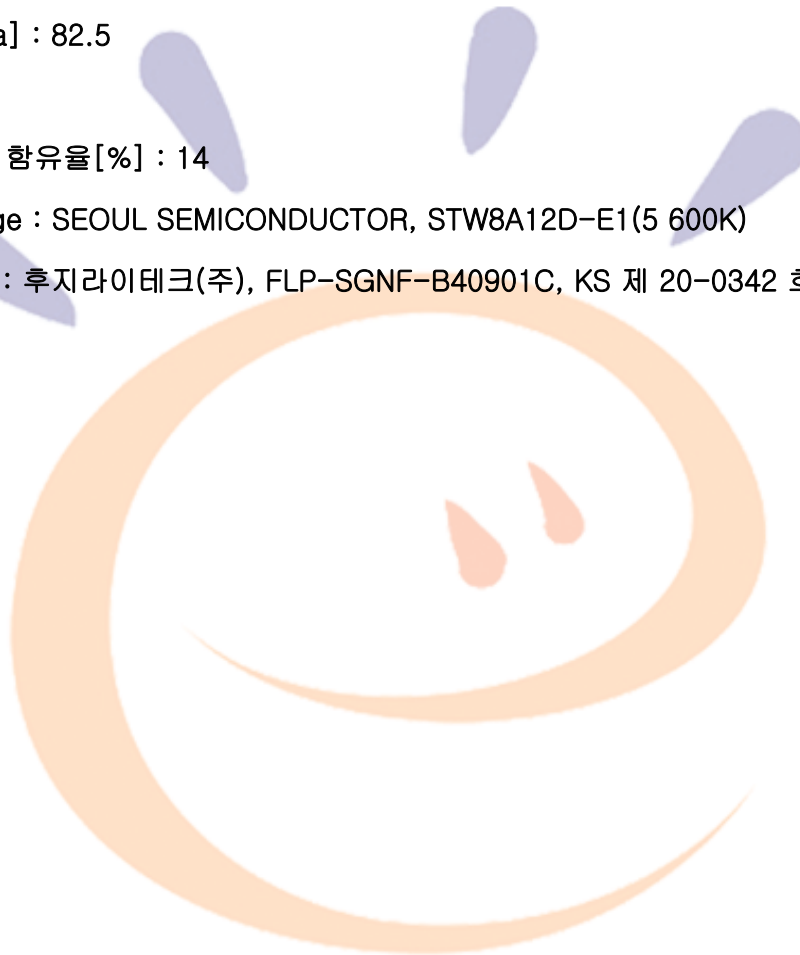 a] : 82.5
함유율[%] : 14
ge : SEOUL SEMICONDUCTOR, STW8A12D-E1(5 600K)
: 후지라이테크(주), FLP-SGNF-B40901C, KS 제 20-0342